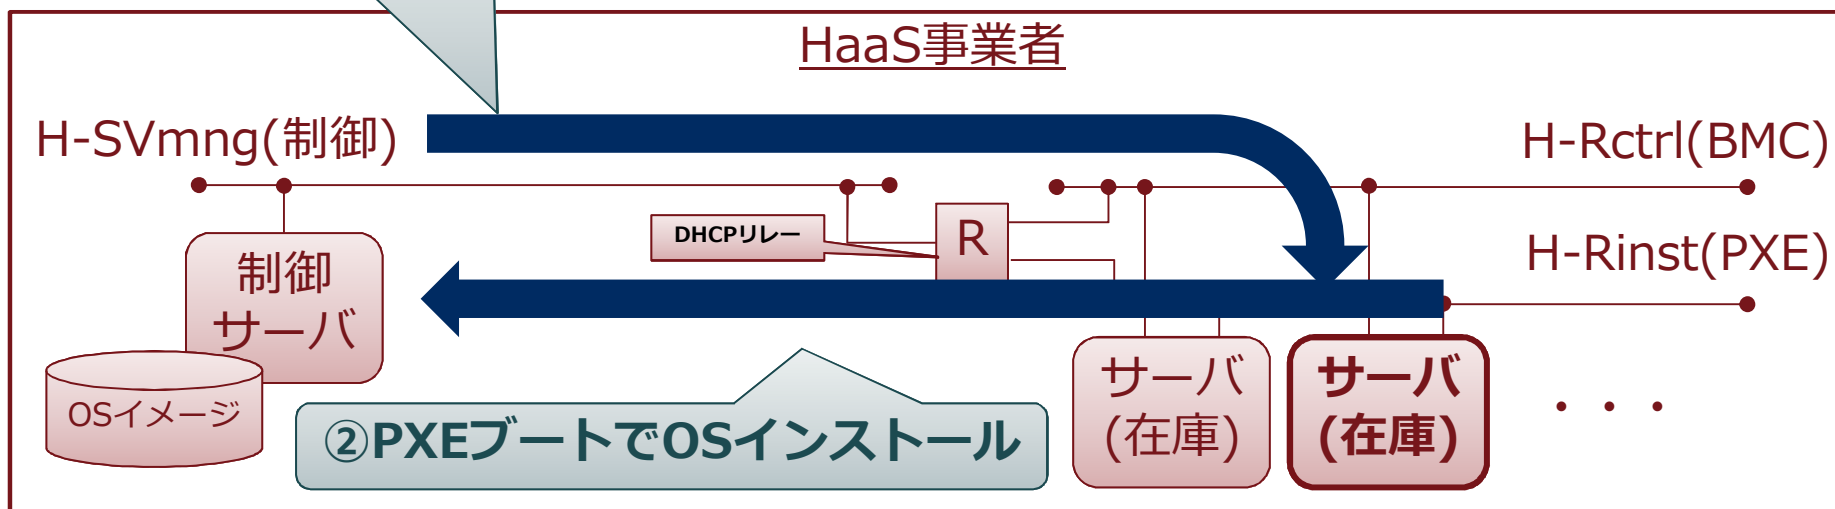 HaaS事業者
H-SVmng(制御)
H-Rctrl(BMC)
DHCPリレー
R
H-Rinst(PXE)
制御
サーバ
OSイメージ
②PXEブートでOSインストール
サーバ
(在庫)
サーバ
(在庫)
・・・